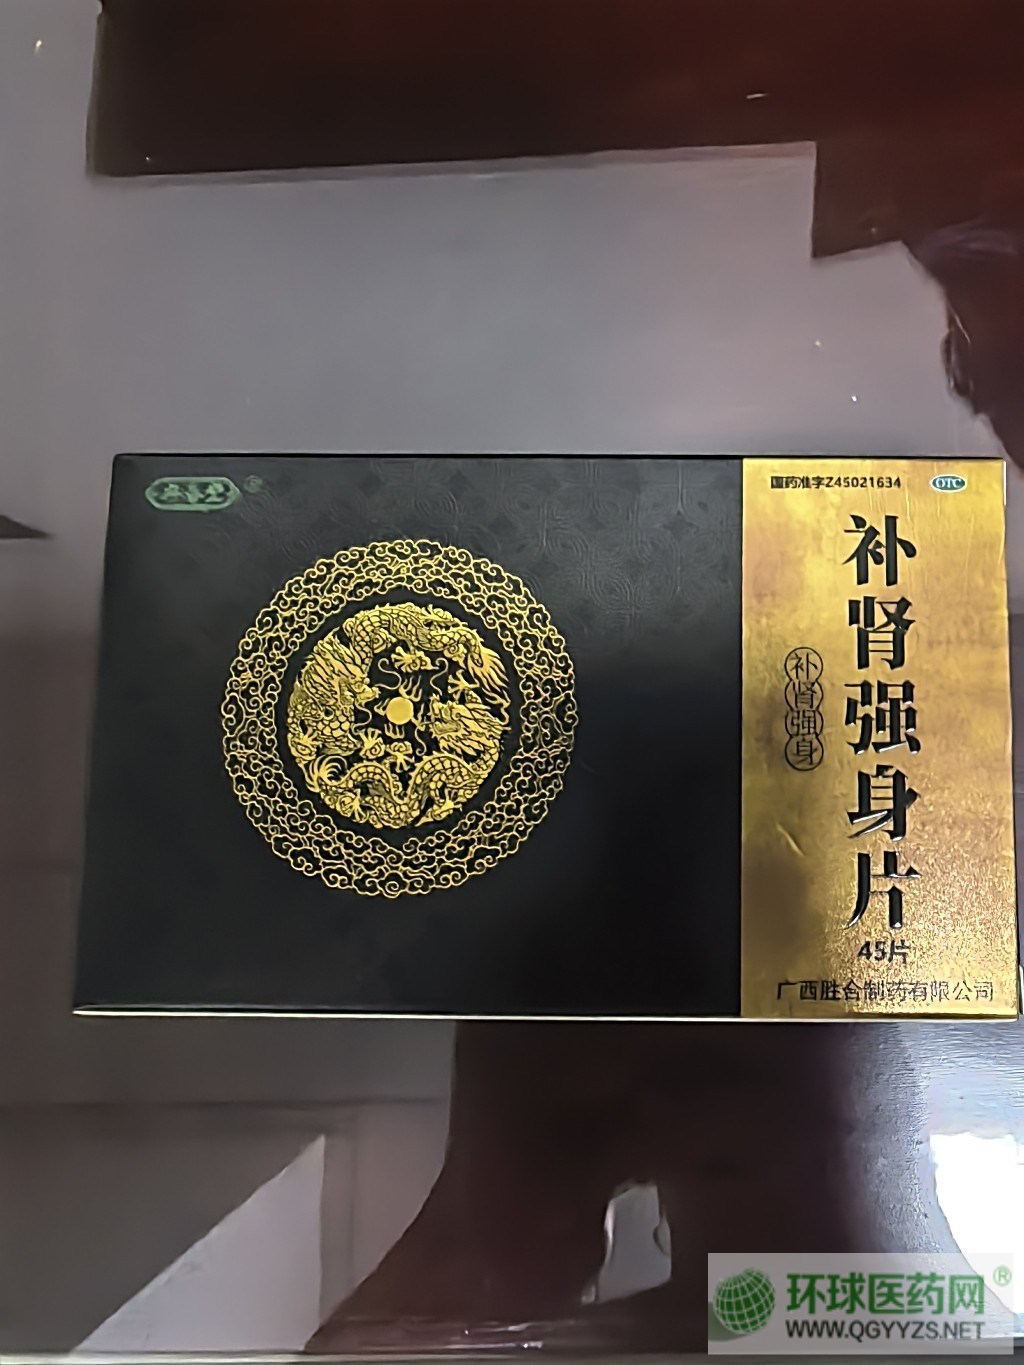 国药准字Z45021634
OTC
补肾强身片
补肾强身
45片
广西胜合制药有限公司
环球医药网®
WWW.QGYYZS.NET